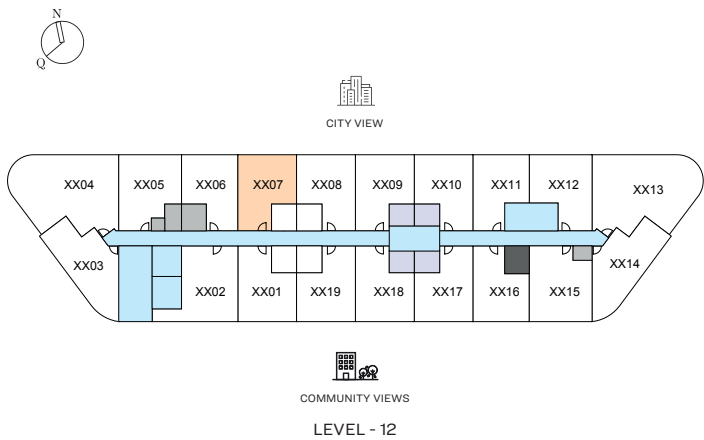 N
Q
CITY VIEW
XX04 XX05 XX06 XX07 XX08 XX09 XX10 XX11 XX12 XX13
XX03 XX02 XX01 XX19 XX18 XX17 XX16 XX15 XX14
COMMUNITY VIEWS
LEVEL - 12